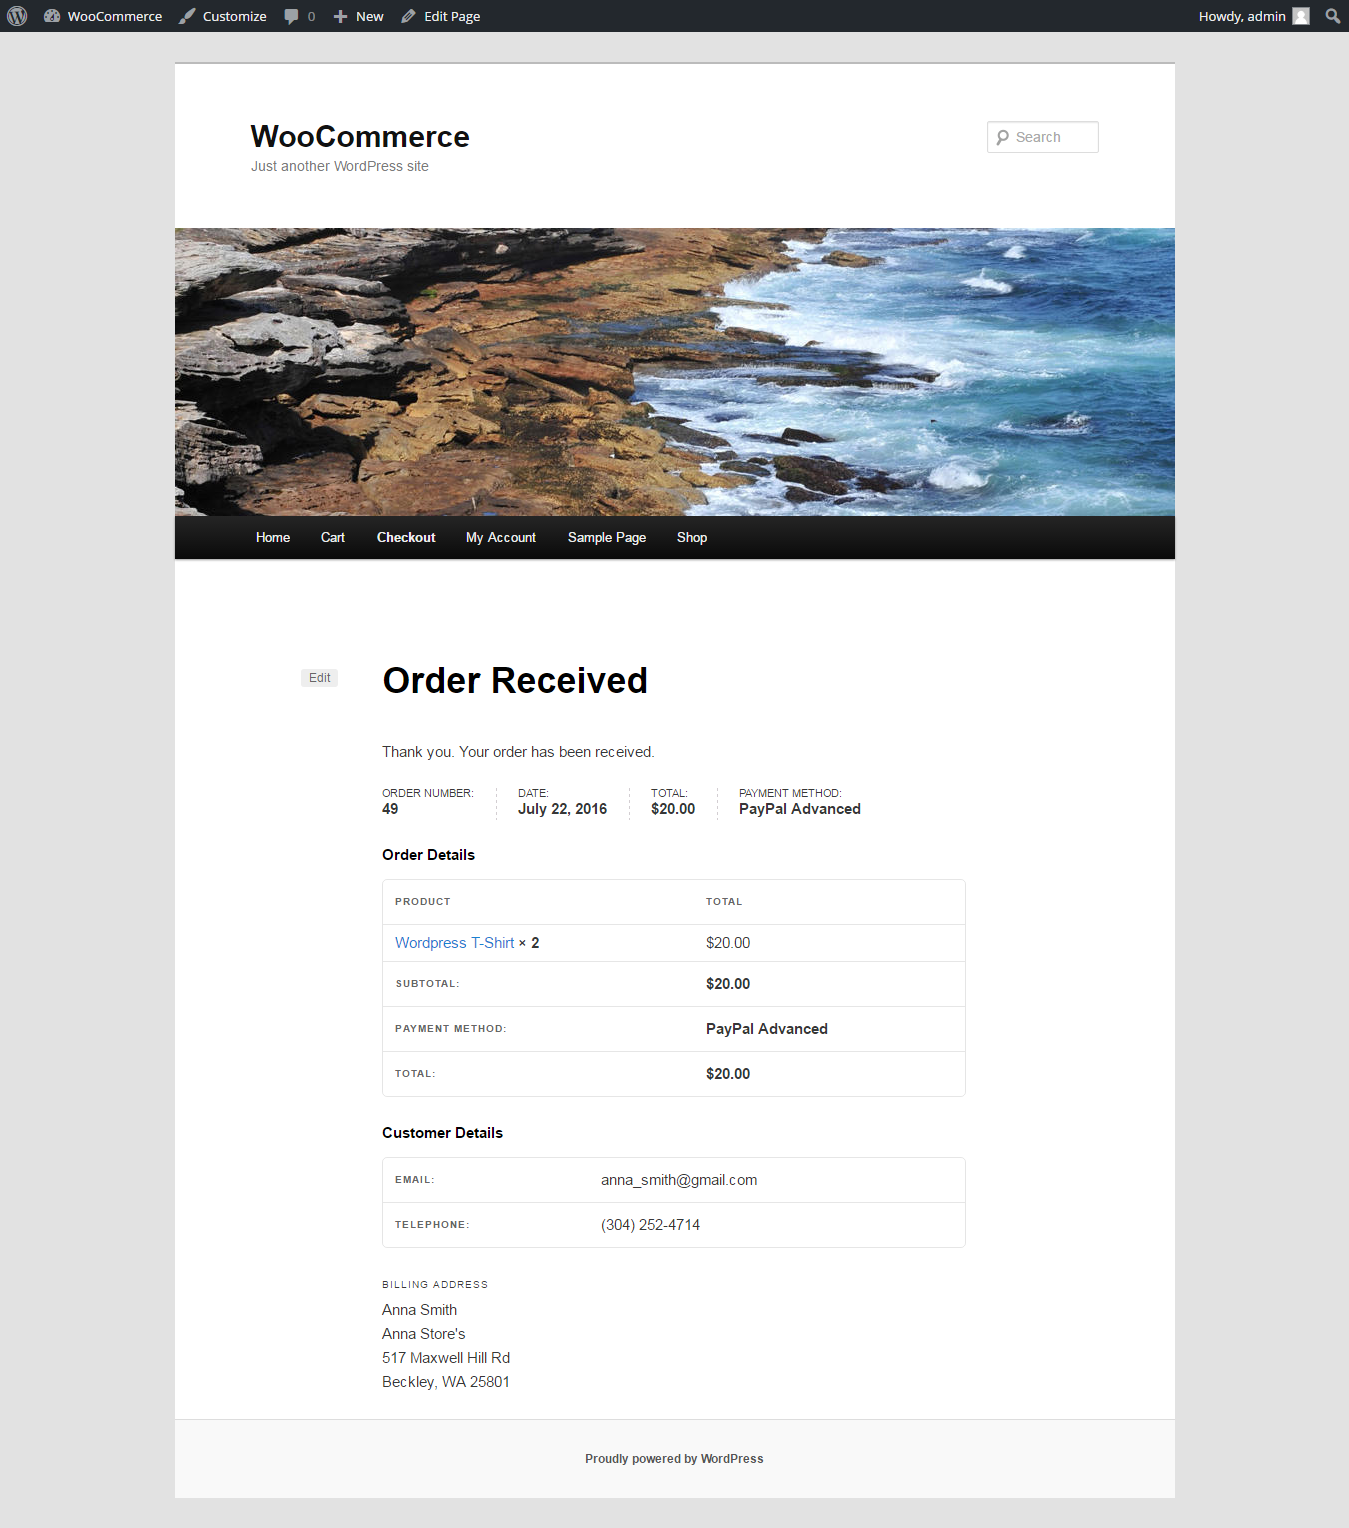 WooCommerce Customize 0 New Edit Page Howdy, admin
WooCommerce
Just another WordPress site
Search
Home Cart Checkout My Account Sample Page Shop
Edit
Order Received
Thank you. Your order has been received.
ORDER NUMBER: DATE: TOTAL: PAYMENT METHOD:
49 July 22, 2016 $20.00 PayPal Advanced
Order Details
PRODUCT TOTAL
Wordpress T-Shirt × 2 $20.00
SUBTOTAL: $20.00
PAYMENT METHOD: PayPal Advanced
TOTAL: $20.00
Customer Details
EMAIL: anna_smith@gmail.com
TELEPHONE: (304) 252-4714
BILLING ADDRESS
Anna Smith
Anna Store's
517 Maxwell Hill Rd
Beckley, WA 25801
Proudly powered by WordPress